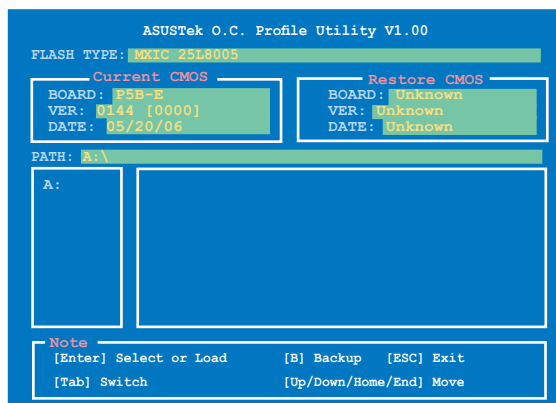 ASUSTek O.C. Profile Utility V1.00
FLASH TYPE: MXIC 25L8005
Current CMOS
BOARD: P5B-E
VER: 0144 [0000]
DATE: 05/20/06
Restore CMOS
BOARD: Unknown
VER: Unknown
DATE: Unknown
PATH: A:\
A:
Note
[Enter] Select or Load [B] Backup [ESC] Exit
[Tab] Switch [Up/Down/Home/End] Move